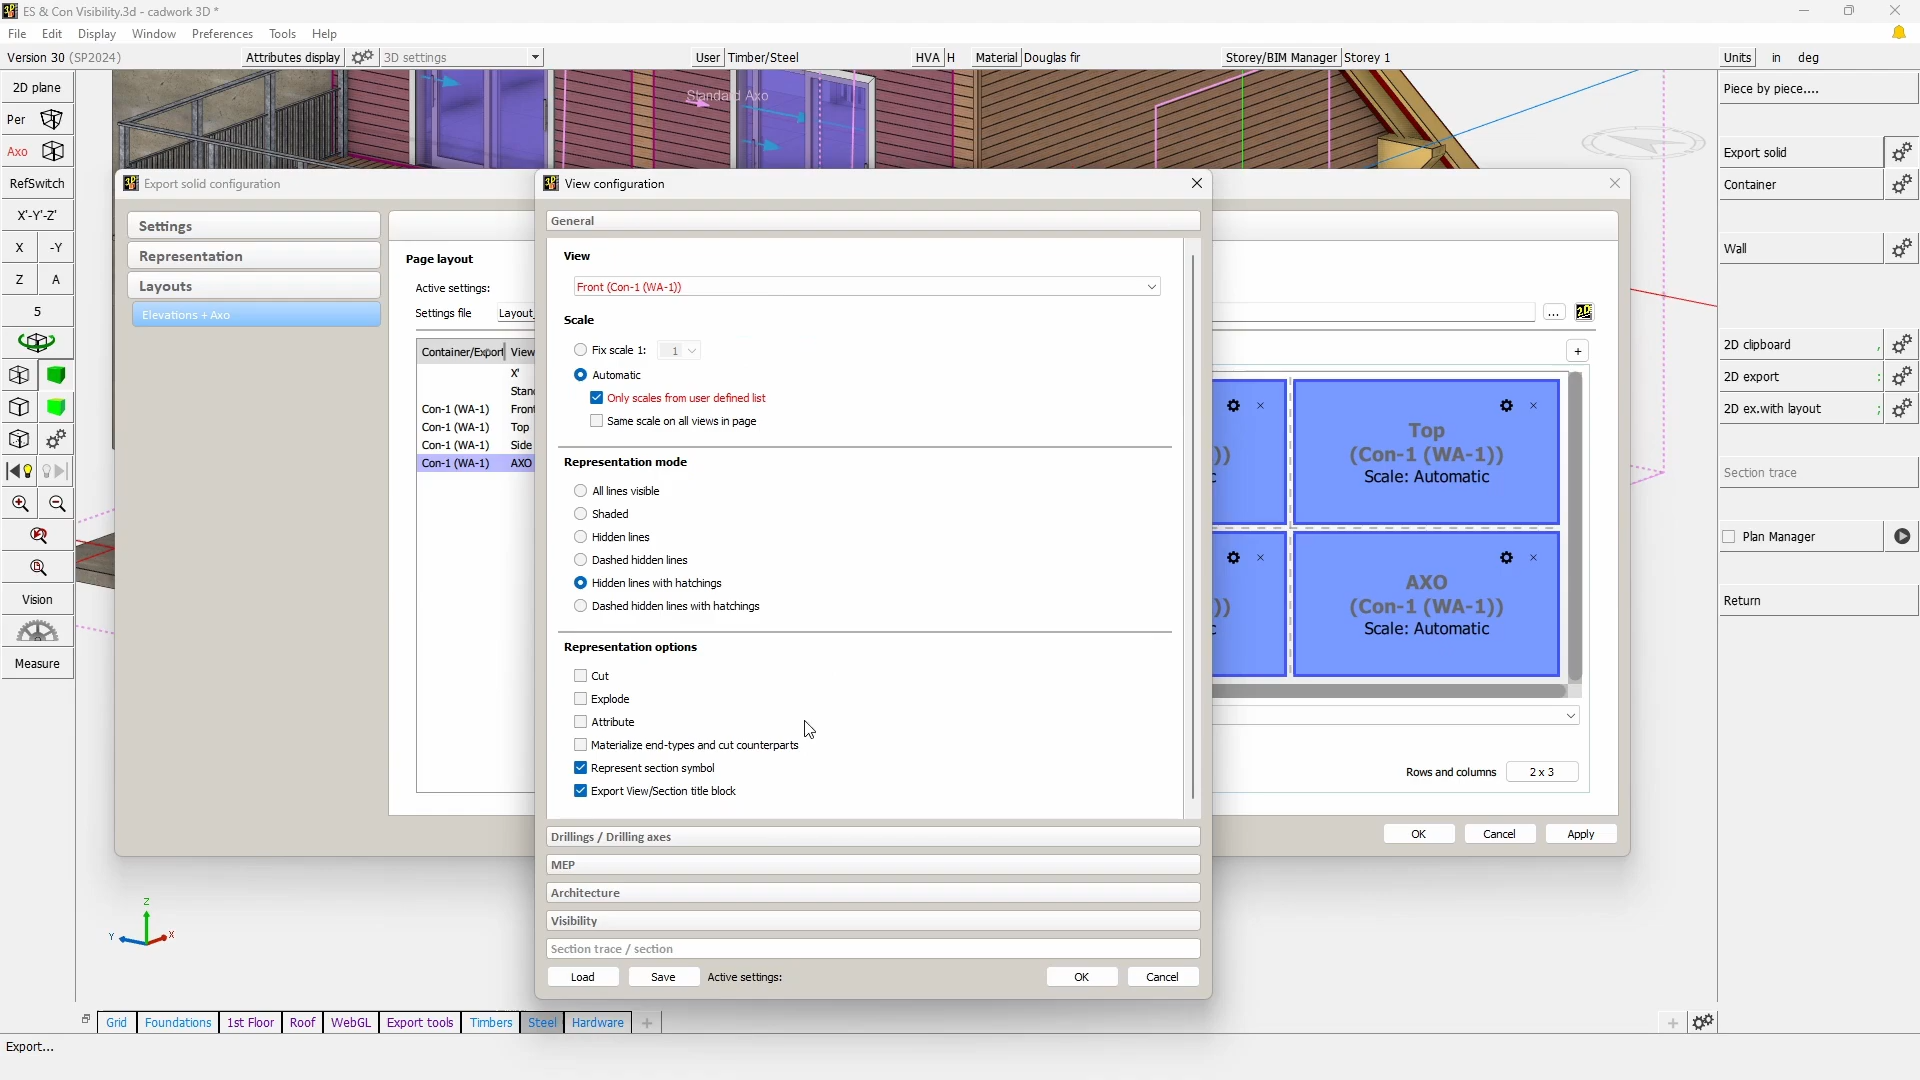 ES & Con Visibility.3d - cadwork 3D *
File Edit Display Window Preferences Tools Help
Version 30 (SP2024) Attributes display 3D settings User Timber/Steel HVA H Material Douglas fir Storey/BIM Manager Storey 1 Units in deg
2D plane
Per
Axo
RefSwitch
X'-Y'-Z'
X -Y
Z A
5
Vision
Measure
Standard Axo
Export solid configuration
Settings
Representation
Layouts
Elevations + Axo
Page layout
Active settings:
Settings file Layout_
Container/Export View
X'
Stand
Con-1 (WA-1) Front
Con-1 (WA-1) Top
Con-1 (WA-1) Side
Con-1 (WA-1) AXO
View configuration
General
View
Front (Con-1 (WA-1))
Scale
Fix scale 1: 1
Automatic
Only scales from user defined list
Same scale on all views in page
Representation mode
All lines visible
Shaded
Hidden lines
Dashed hidden lines
Hidden lines with hatchings
Dashed hidden lines with hatchings
Representation options
Cut
Explode
Attribute
Materialize end-types and cut counterparts
Represent section symbol
Export View/Section title block
Drillings / Drilling axes
MEP
Architecture
Visibility
Section trace / section
Load Save Active settings: OK Cancel
...
+
Top
(Con-1 (WA-1))
Scale: Automatic
AXO
(Con-1 (WA-1))
Scale: Automatic
Rows and columns 2 x 3
OK Cancel Apply
Piece by piece....
Export solid
Container
Wall
2D clipboard ,
2D export :
2D ex.with layout ;
Section trace
Plan Manager
Return
Z
Y X
Grid Foundations 1st Floor Roof WebGL Export tools Timbers Steel Hardware + +
Export...